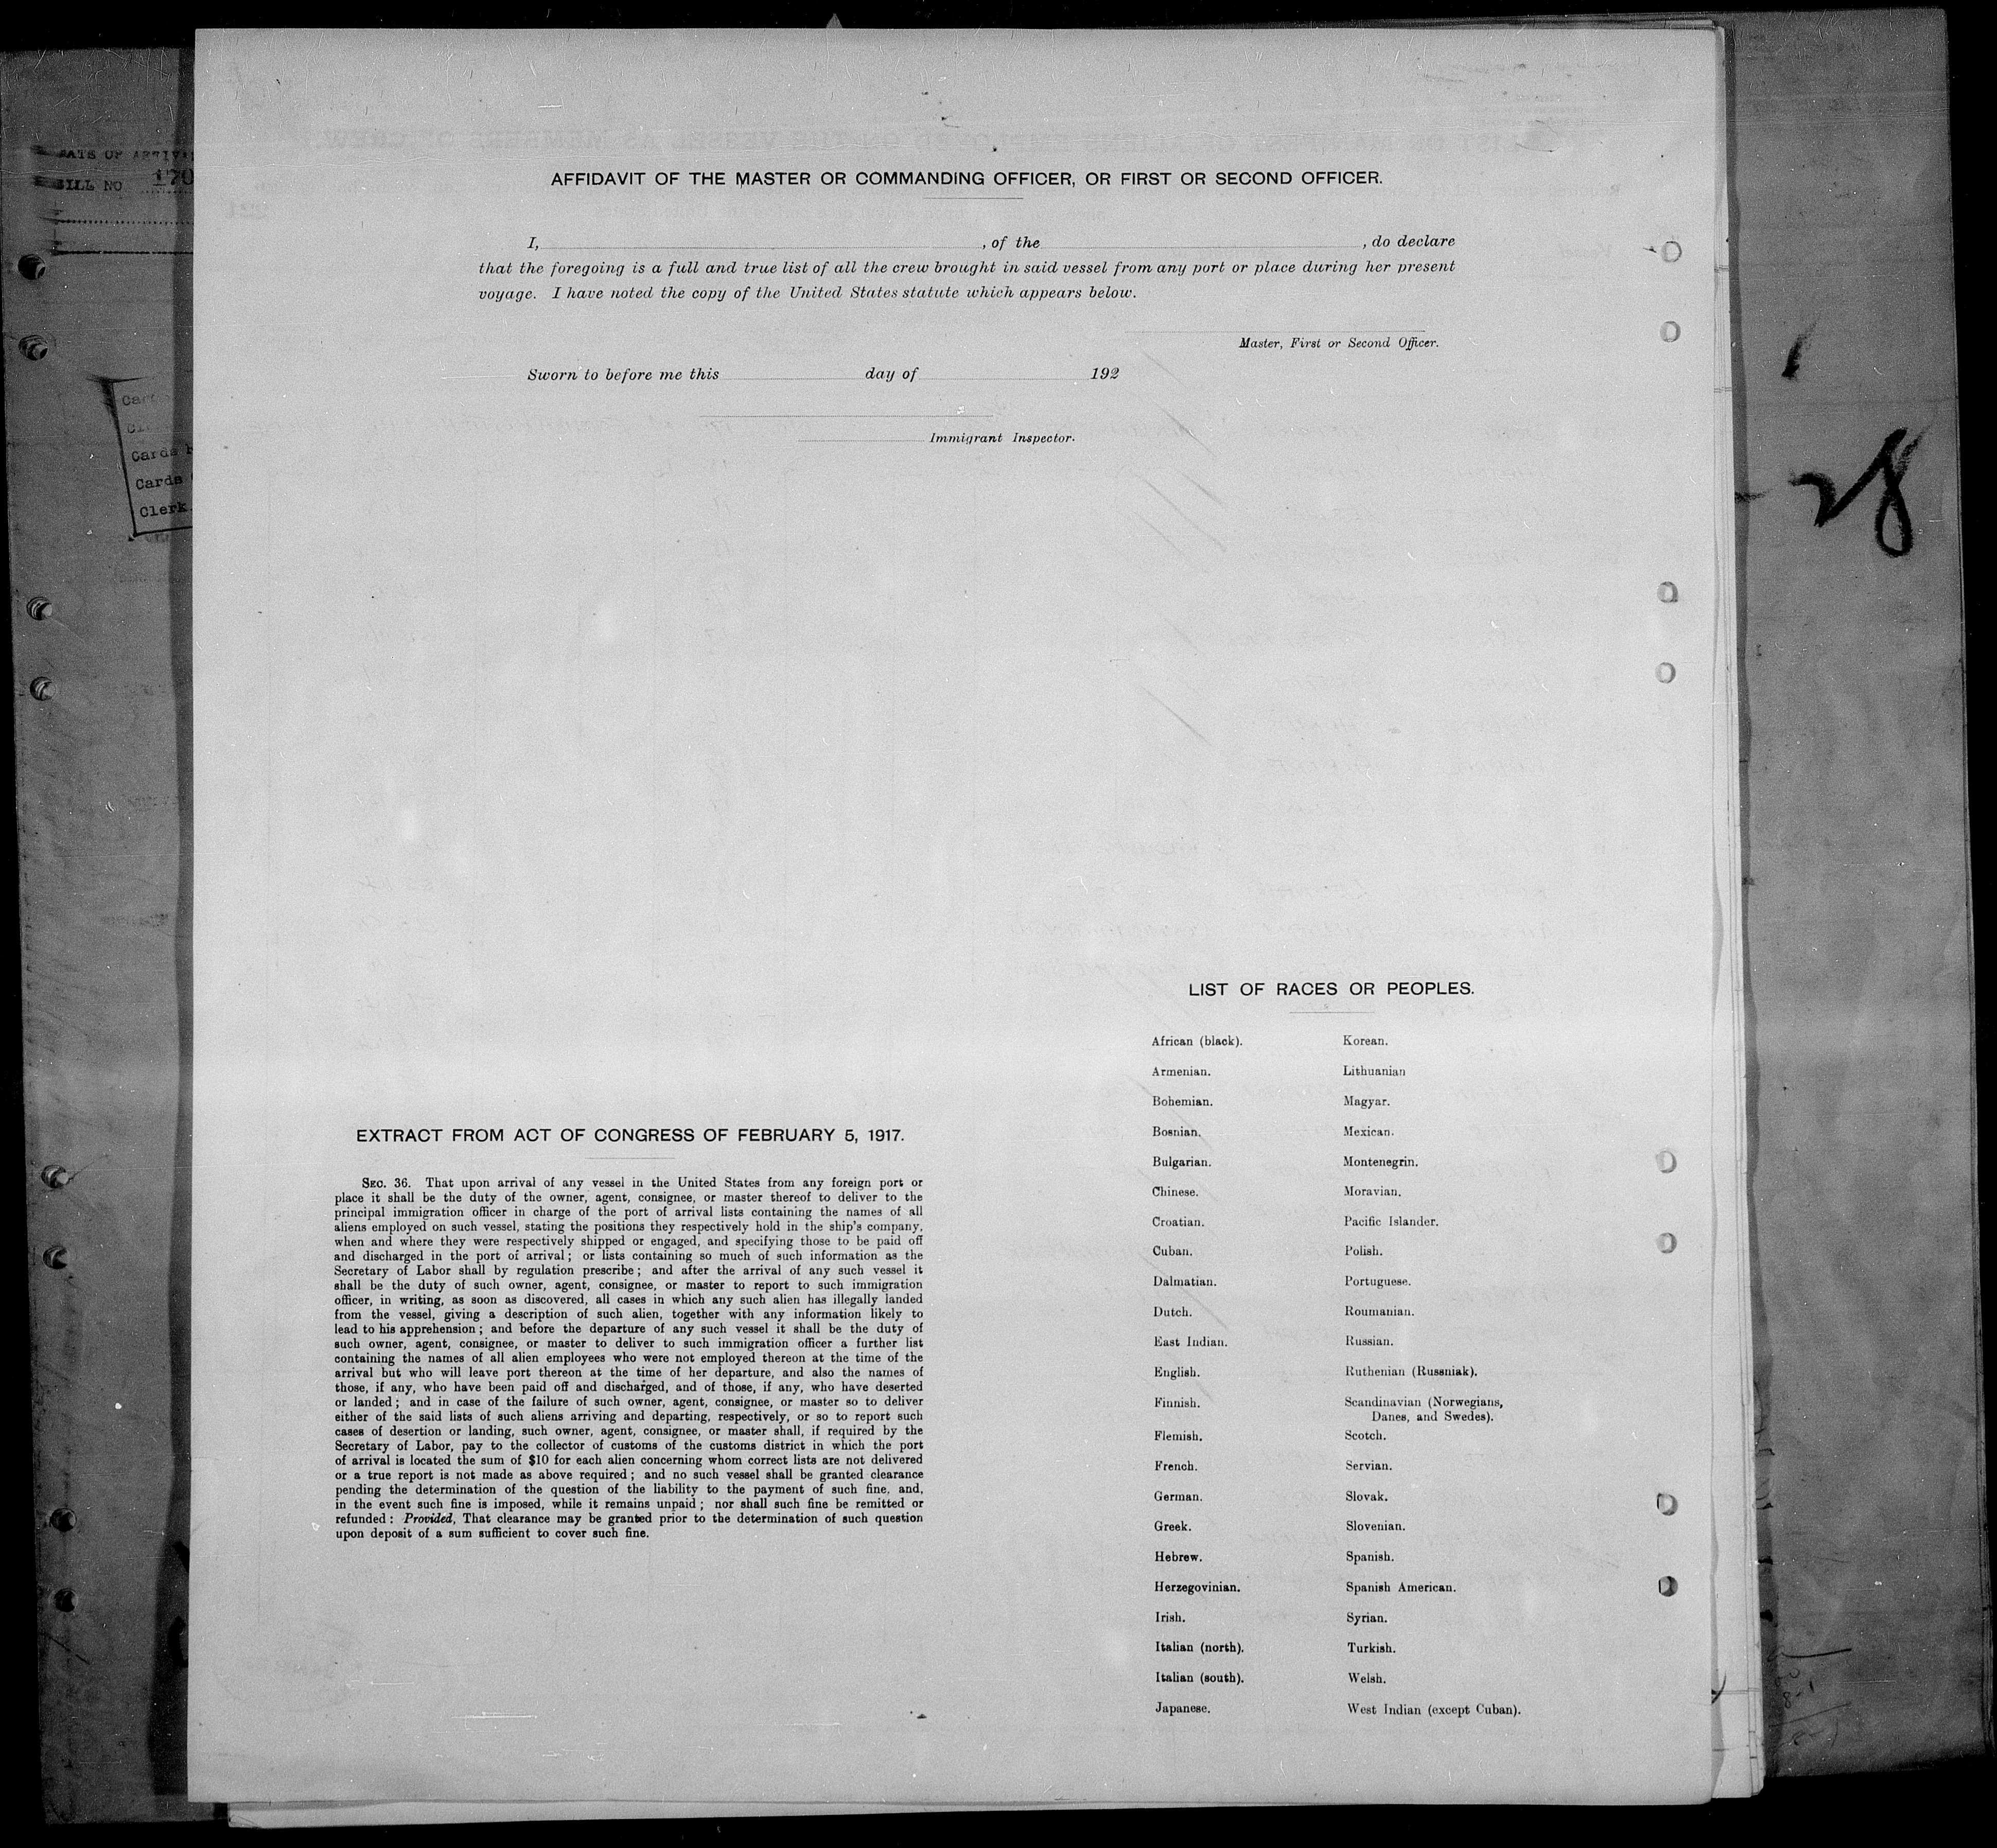 DATE OF ARRIVA
BILL NO 170
Card
Cards
Cards
Clerk
AFFIDAVIT OF THE MASTER OR COMMANDING OFFICER, OR FIRST OR SECOND OFFICER.
I, , of the , do declare
that the foregoing is a full and true list of all the crew brought in said vessel from any port or place during her present
voyage. I have noted the copy of the United States statute which appears below.
Master, First or Second Officer.
Sworn to before me this day of 192
Immigrant Inspector.
28
EXTRACT FROM ACT OF CONGRESS OF FEBRUARY 5, 1917.
SEC. 36. That upon arrival of any vessel in the United States from any foreign port or
place it shall be the duty of the owner, agent, consignee, or master thereof to deliver to the
principal immigration officer in charge of the port of arrival lists containing the names of all
aliens employed on such vessel, stating the positions they respectively hold in the ship's company,
when and where they were respectively shipped or engaged, and specifying those to be paid off
and discharged in the port of arrival; or lists containing so much of such information as the
Secretary of Labor shall by regulation prescribe; and after the arrival of any such vessel it
shall be the duty of such owner, agent, consignee, or master to report to such immigration
officer, in writing, as soon as discovered, all cases in which any such alien has illegally landed
from the vessel, giving a description of such alien, together with any information likely to
lead to his apprehension; and before the departure of any such vessel it shall be the duty of
such owner, agent, consignee, or master to deliver to such immigration officer a further list
containing the names of all alien employees who were not employed thereon at the time of the
arrival but who will leave port thereon at the time of her departure, and also the names of
those, if any, who have been paid off and discharged, and of those, if any, who have deserted
or landed; and in case of the failure of such owner, agent, consignee, or master so to deliver
either of the said lists of such aliens arriving and departing, respectively, or so to report such
cases of desertion or landing, such owner, agent, consignee, or master shall, if required by the
Secretary of Labor, pay to the collector of customs of the customs district in which the port
of arrival is located the sum of $10 for each alien concerning whom correct lists are not delivered
or a true report is not made as above required; and no such vessel shall be granted clearance
pending the determination of the question of the liability to the payment of such fine, and,
in the event such fine is imposed, while it remains unpaid; nor shall such fine be remitted or
refunded: Provided, That clearance may be granted prior to the determination of such question
upon deposit of a sum sufficient to cover such fine.
LIST OF RACES OR PEOPLES.
African (black).
Armenian.
Bohemian.
Bosnian.
Bulgarian.
Chinese.
Croatian.
Cuban.
Dalmatian.
Dutch.
East Indian.
English.
Finnish.
Flemish.
French.
German.
Greek.
Hebrew.
Herzegovinian.
Irish.
Italian (north).
Italian (south).
Japanese.
Korean.
Lithuanian
Magyar.
Mexican.
Montenegrin.
Moravian.
Pacific Islander.
Polish.
Portuguese.
Roumanian.
Russian.
Ruthenian (Russniak).
Scandinavian (Norwegians,
Danes, and Swedes).
Scotch.
Servian.
Slovak.
Slovenian.
Spanish.
Spanish American.
Syrian.
Turkish.
Welsh.
West Indian (except Cuban).